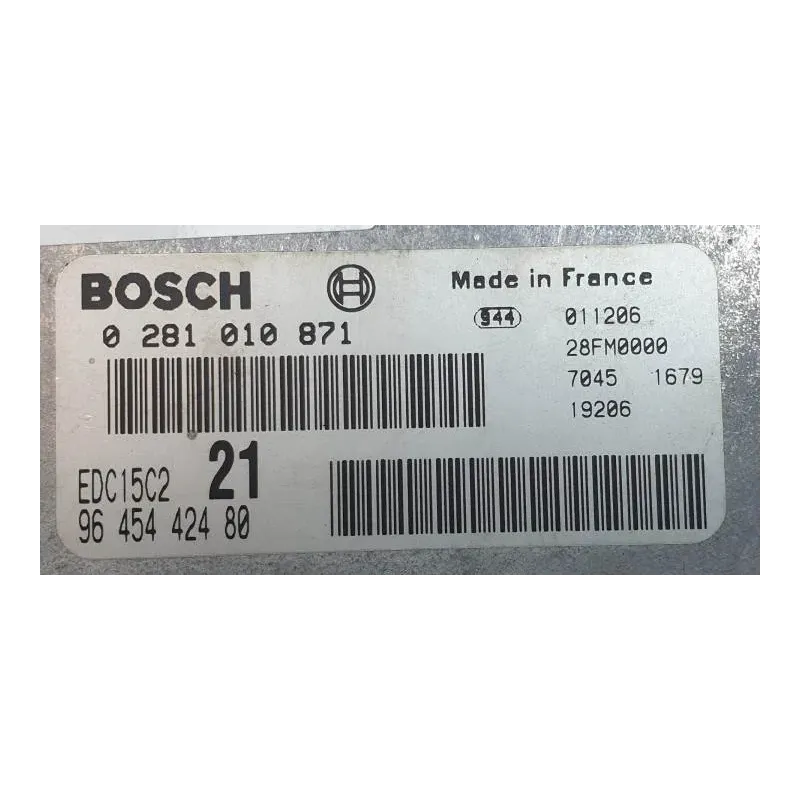 BOSCH
Made in France
0 281 010 871
944
011206
28FM0000
7045 1679
19206
EDC15C2 21
96 454 424 80